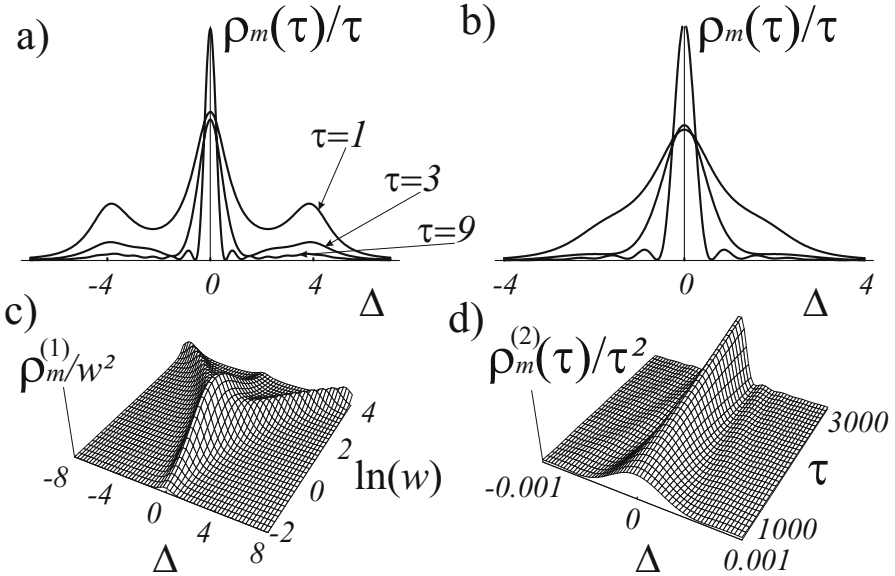 a)
ρm(τ)/τ
τ=1
τ=3
τ=9
-4 0 4
Δ
b)
ρm(τ)/τ
-4 0 4
Δ
c)
ρm(1)/w²
-8 -4 0 4 8
Δ
-2 0 2 4
ln(w)
d)
ρm(2)(τ)/τ²
-0.001 0 0.001
Δ
1000 3000
τ